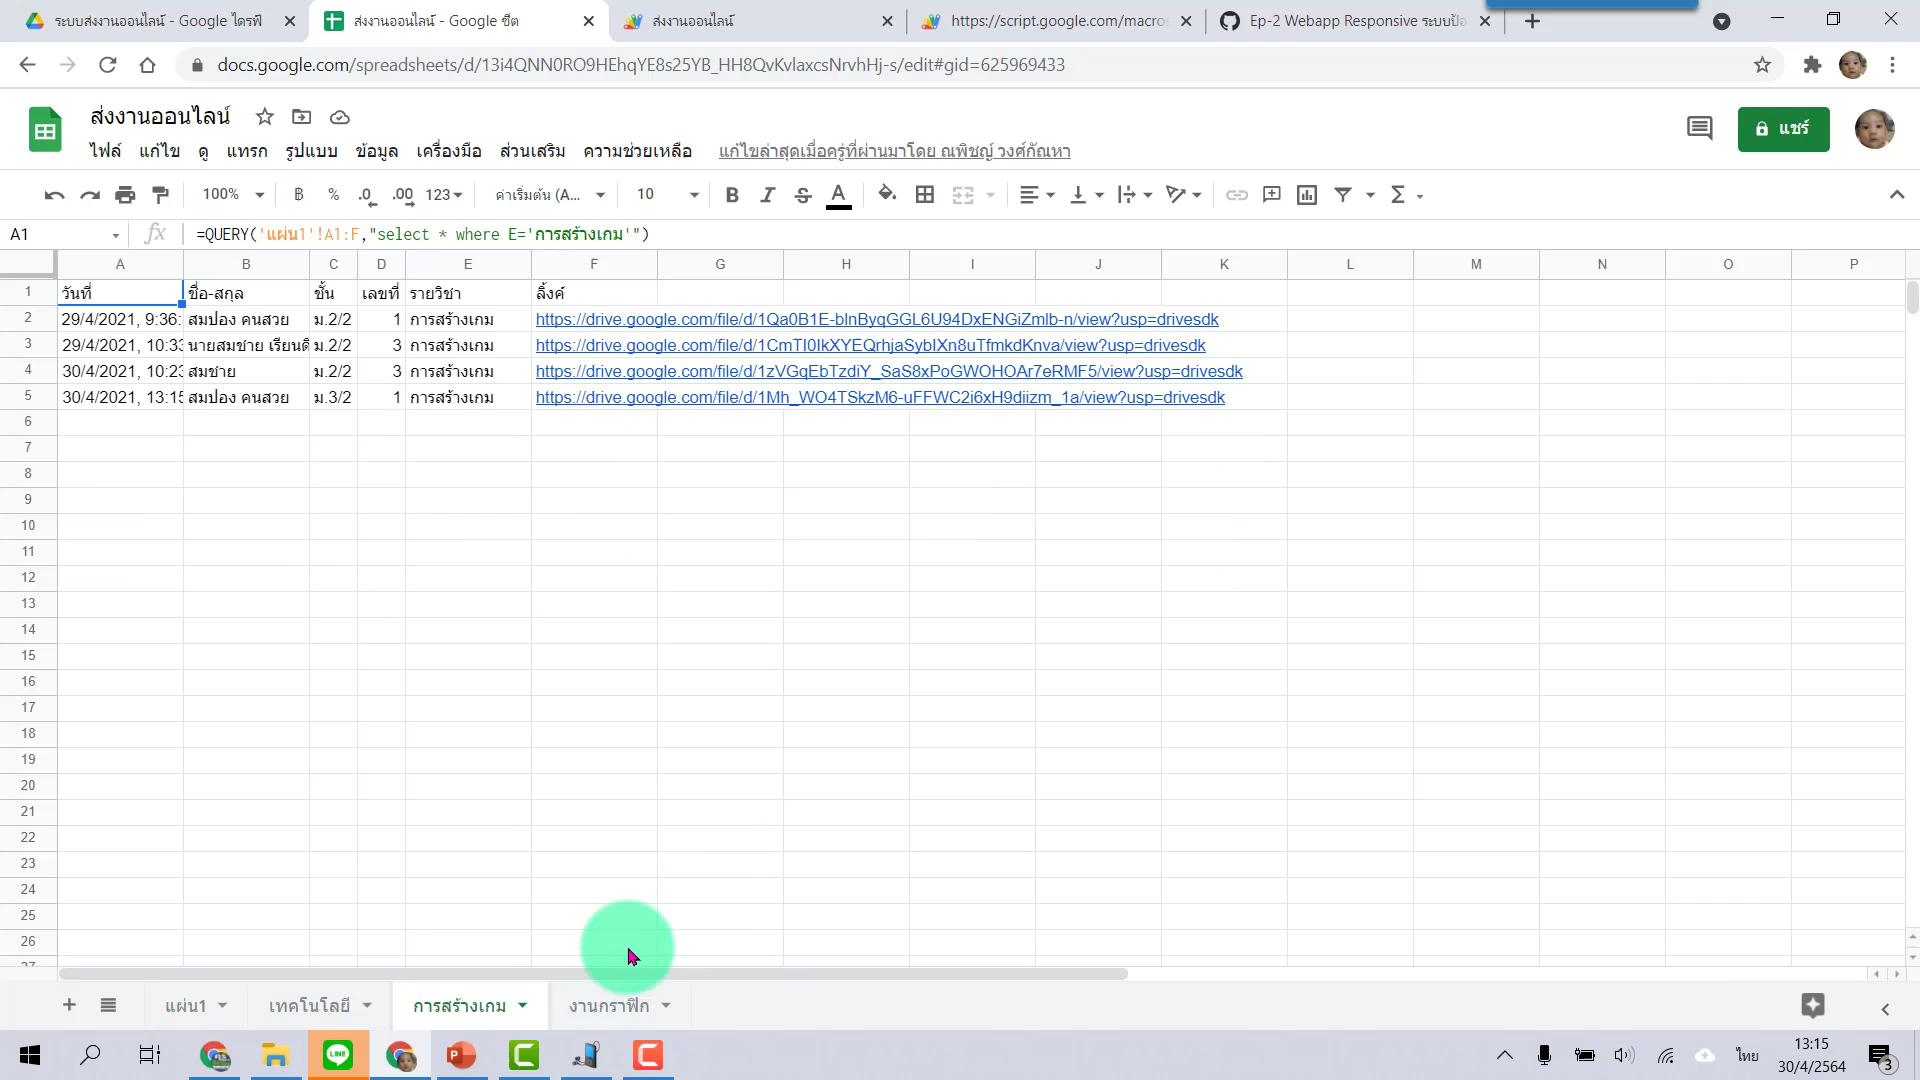 ระบบส่งงานออนไลน์ - Google ไดรฟ์
ส่งงานออนไลน์ - Google ชีต
ส่งงานออนไลน์
https://script.google.com/macros
Ep-2 Webapp Responsive ระบบป้อ
docs.google.com/spreadsheets/d/13i4QNN0RO9HEhqYE8s25YB_HH8QvKvlaxcsNrvhHj-s/edit#gid=625969433
ส่งงานออนไลน์
ไฟล์ แก้ไข ดู แทรก รูปแบบ ข้อมูล เครื่องมือ ส่วนเสริม ความช่วยเหลือ แก้ไขล่าสุดเมื่อครู่ที่ผ่านมาโดย ณพิชญ์ วงศ์กัณหา
แชร์
100% ฿ % .0 .00 123 ค่าเริ่มต้น (A... 10 B I S A Σ
A1 fx =QUERY('แผ่น1'!A1:F,"select * where E='การสร้างเกม'")
A B C D E F G H I J K L M N O P
1 วันที่ ชื่อ-สกุล ชั้น เลขที่ รายวิชา ลิ้งค์
2 29/4/2021, 9:36: สมปอง คนสวย ม.2/2 1 การสร้างเกม https://drive.google.com/file/d/1Qa0B1E-blnByqGGL6U94DxENGiZmlb-n/view?usp=drivesdk
3 29/4/2021, 10:33 นายสมชาย เรียนดี ม.2/2 3 การสร้างเกม https://drive.google.com/file/d/1CmTI0IkXYEQrhjaSybIXn8uTfmkdKnva/view?usp=drivesdk
4 30/4/2021, 10:23 สมชาย ม.2/2 3 การสร้างเกม https://drive.google.com/file/d/1zVGqEbTzdiY_SaS8xPoGWOHOAr7eRMF5/view?usp=drivesdk
5 30/4/2021, 13:15 สมปอง คนสวย ม.3/2 1 การสร้างเกม https://drive.google.com/file/d/1Mh_WO4TSkzM6-uFFWC2i6xH9diizm_1a/view?usp=drivesdk
6
7
8
9
10
11
12
13
14
15
16
17
18
19
20
21
22
23
24
25
26
27
แผ่น1 เทคโนโลยี การสร้างเกม งานกราฟิก
LINE
ไทย
13:15
30/4/2564
3